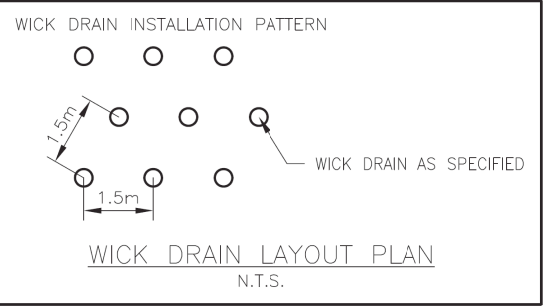 WICK DRAIN INSTALLATION PATTERN
1.5m
WICK DRAIN AS SPECIFIED
1.5m
WICK DRAIN LAYOUT PLAN
N.T.S.